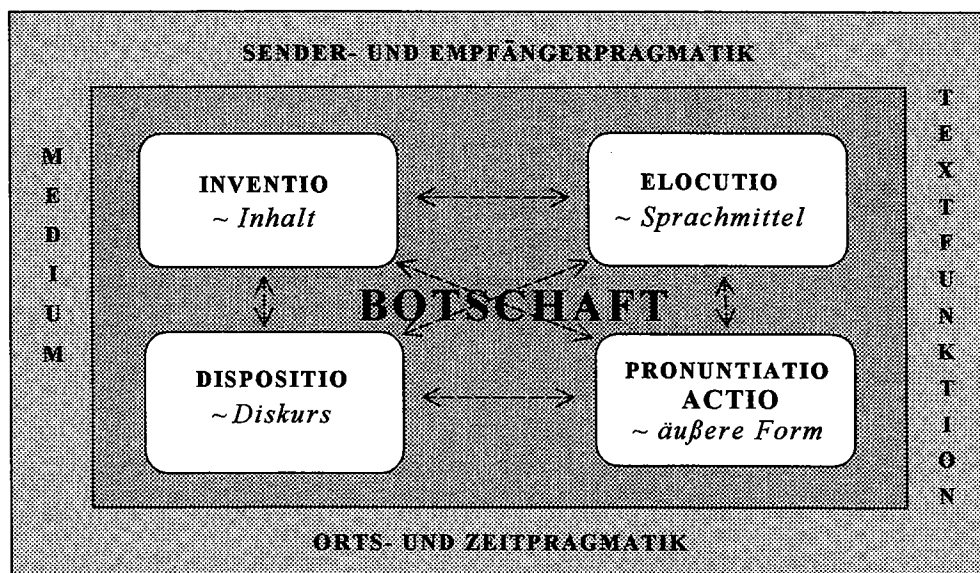 SENDER- UND EMPFÄNGERPRAGMATIK
MEDIUM
TEXTFUNKTION
INVENTIO
~ Inhalt
ELOCUTIO
~ Sprachmittel
BOTSCHAFT
DISPOSITIO
~ Diskurs
PRONUNTIATIO
ACTIO
~ äußere Form
ORTS- UND ZEITPRAGMATIK